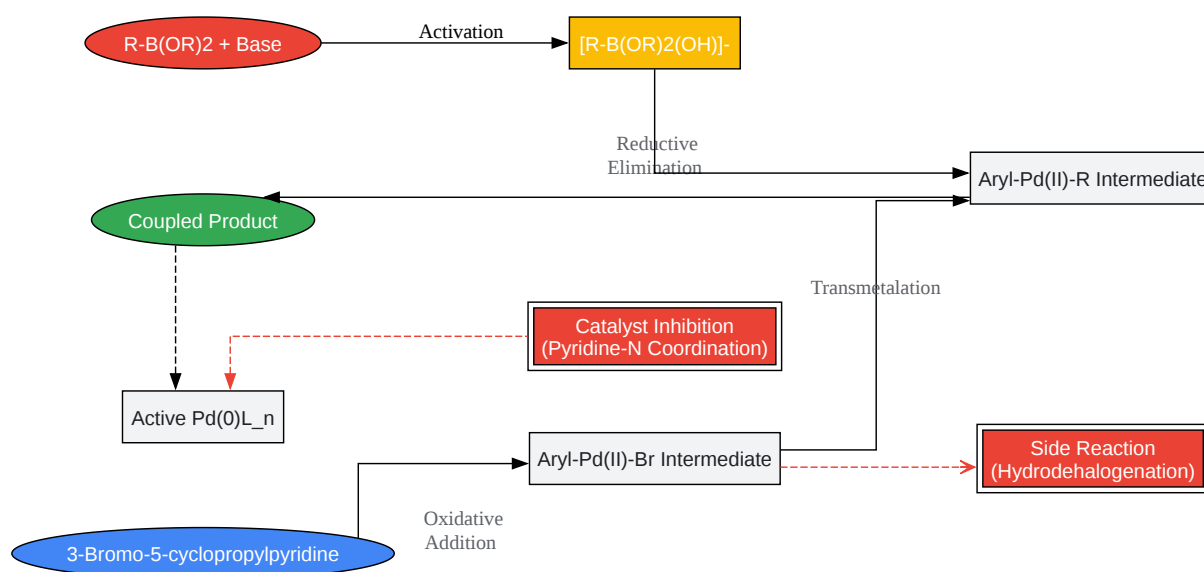 R-B(OR)2 + Base
Activation
[R-B(OR)2(OH)]-
Reductive
Elimination
Aryl-Pd(II)-R Intermediate
Coupled Product
Transmetalation
Catalyst Inhibition
(Pyridine-N Coordination)
Active Pd(0)L_n
Aryl-Pd(II)-Br Intermediate
Side Reaction
(Hydrodehalogenation)
Oxidative
Addition
3-Bromo-5-cyclopropylpyridine